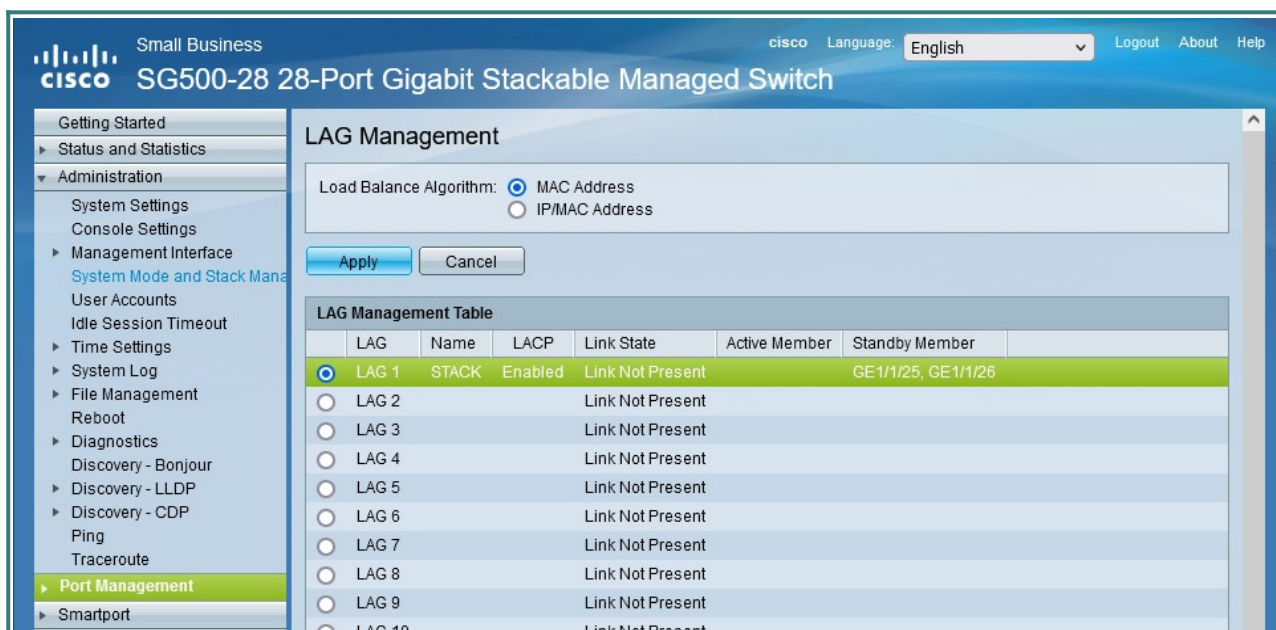 Small Business
cisco Language: English Logout About Help
cisco SG500-28 28-Port Gigabit Stackable Managed Switch
Getting Started
Status and Statistics
Administration
System Settings
Console Settings
Management Interface
System Mode and Stack Mana
User Accounts
Idle Session Timeout
Time Settings
System Log
File Management
Reboot
Diagnostics
Discovery - Bonjour
Discovery - LLDP
Discovery - CDP
Ping
Traceroute
Port Management
Smartport
LAG Management
Load Balance Algorithm: MAC Address
IP/MAC Address
Apply Cancel
LAG Management Table
LAG Name LACP Link State Active Member Standby Member
LAG 1 STACK Enabled Link Not Present GE1/1/25, GE1/1/26
LAG 2 Link Not Present
LAG 3 Link Not Present
LAG 4 Link Not Present
LAG 5 Link Not Present
LAG 6 Link Not Present
LAG 7 Link Not Present
LAG 8 Link Not Present
LAG 9 Link Not Present
LAG 10 Link Not Present